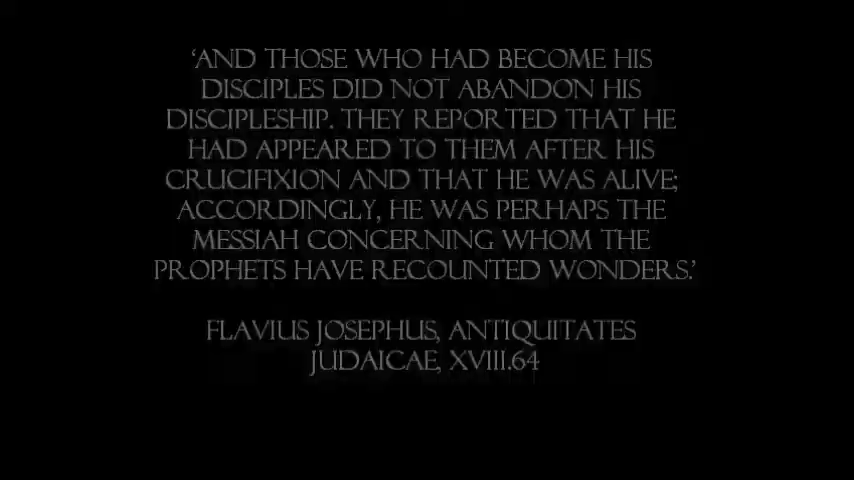 ‘AND THOSE WHO HAD BECOME HIS
DISCIPLES DID NOT ABANDON HIS
DISCIPLESHIP. THEY REPORTED THAT HE
HAD APPEARED TO THEM AFTER HIS
CRUCIFIXION AND THAT HE WAS ALIVE;
ACCORDINGLY, HE WAS PERHAPS THE
MESSIAH CONCERNING WHOM THE
PROPHETS HAVE RECOUNTED WONDERS.’
FLAVIUS JOSEPHUS, ANTIQUITATES
JUDAICAE, XVIII.64